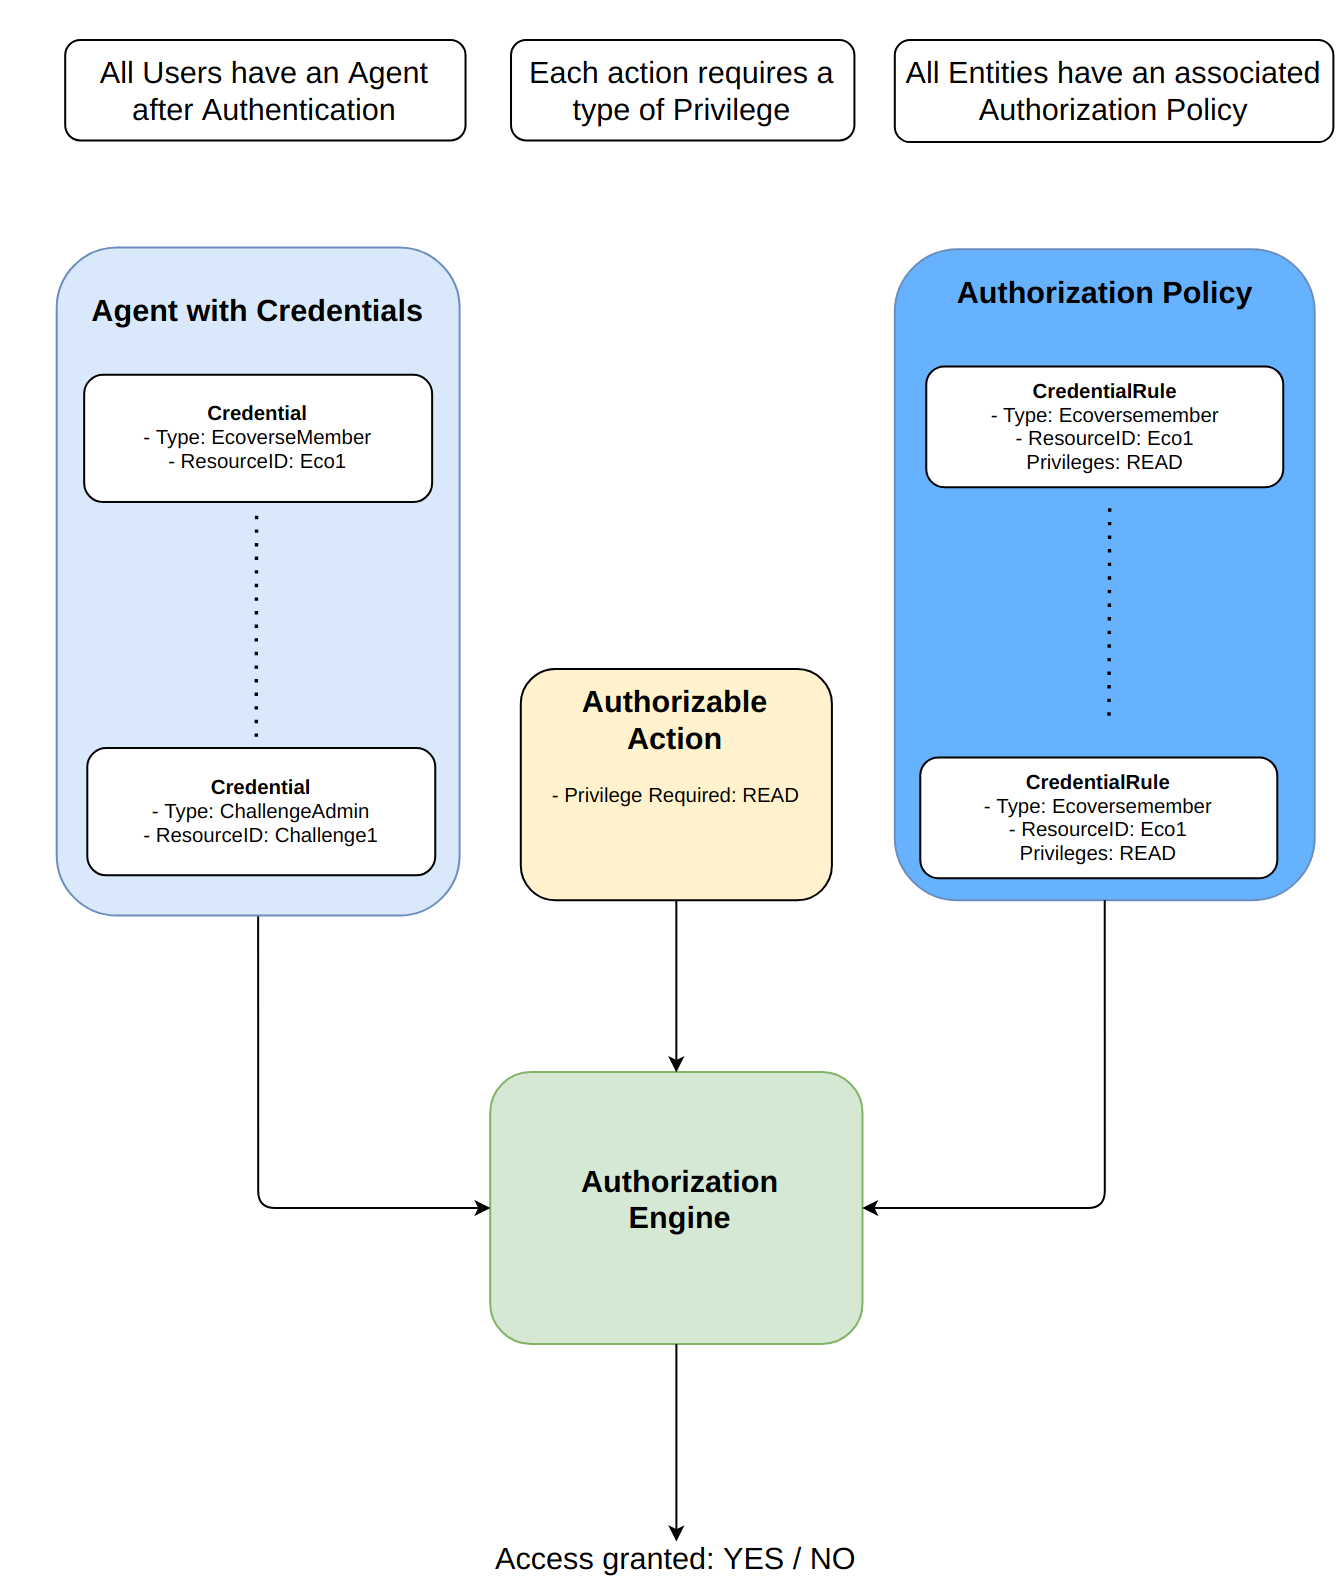 All Users have an Agent
after Authentication
Each action requires a
type of Privilege
All Entities have an associated
Authorization Policy
Agent with Credentials
Credential
- Type: EcoverseMember
- ResourceID: Eco1
Credential
- Type: ChallengeAdmin
- ResourceID: Challenge1
Authorizable
Action
- Privilege Required: READ
Authorization Policy
CredentialRule
- Type: Ecoversemember
- ResourceID: Eco1
Privileges: READ
CredentialRule
- Type: Ecoversemember
- ResourceID: Eco1
Privileges: READ
Authorization
Engine
Access granted: YES / NO